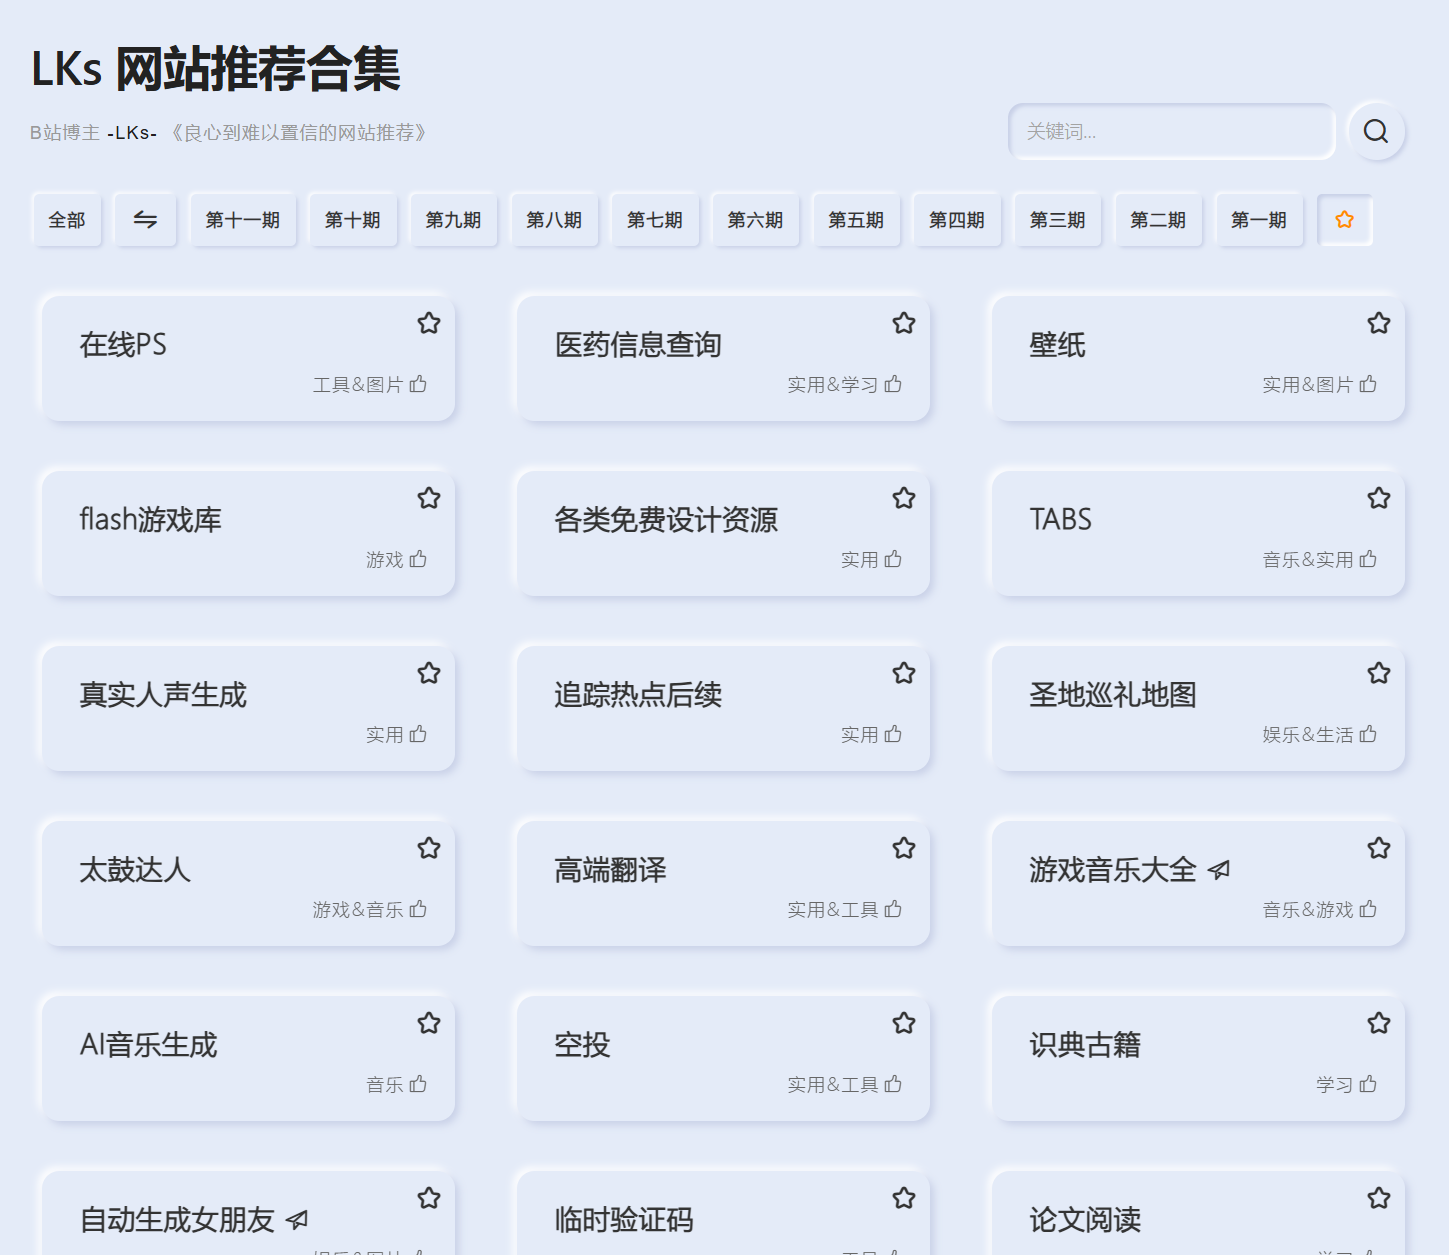 LKs 网站推荐合集
B站博主 -LKs- 《良心到难以置信的网站推荐》
关键词...
全部 第十一期 第十期 第九期 第八期 第七期 第六期 第五期 第四期 第三期 第二期 第一期
在线PS
工具&图片
医药信息查询
实用&学习
壁纸
实用&图片
flash游戏库
游戏
各类免费设计资源
实用
TABS
音乐&实用
真实人声生成
实用
追踪热点后续
实用
圣地巡礼地图
娱乐&生活
太鼓达人
游戏&音乐
高端翻译
实用&工具
游戏音乐大全
音乐&游戏
AI音乐生成
音乐
空投
实用&工具
识典古籍
学习
自动生成女朋友
临时验证码
论文阅读